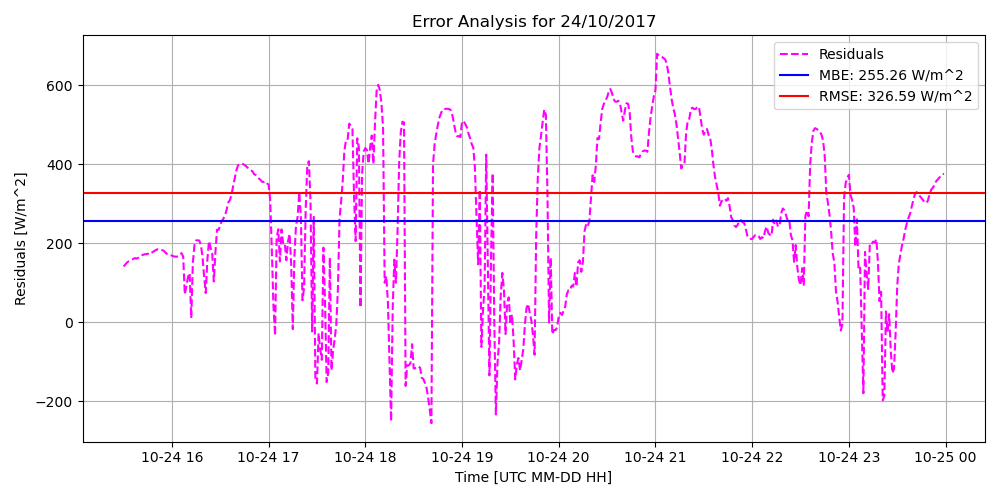 Error Analysis for 24/10/2017
Residuals
MBE: 255.26 W/m^2
RMSE: 326.59 W/m^2
Residuals [W/m^2]
600
400
200
0
−200
−400
10-24 16 10-24 17 10-24 18 10-24 19 10-24 20 10-24 21 10-24 22 10-24 23 10-25 00
Time [UTC MM-DD HH]